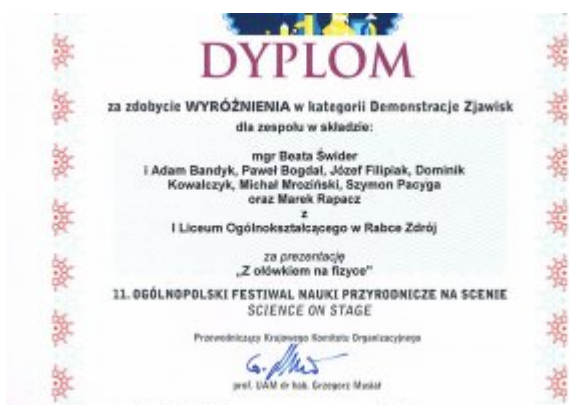 DYPLOM
za zdobycie WYRÓŻNIENIA w kategorii Demonstracje Zjawisk
dla zespołu w składzie:
mgr Beata Świder
i Adam Bandyk, Paweł Bogdał, Józef Filipiak, Dominik
Kowalczyk, Michał Mroziński, Szymon Pacyga
oraz Marek Rapacz
z
I Liceum Ogólnokształcącego w Rabce Zdrój
za prezentację
„Z ołówkiem na fizyce"
11. OGÓLNOPOLSKI FESTIWAL NAUKI PRZYRODNICZE NA SCENIE
SCIENCE ON STAGE
Przewodniczący Krajowego Komitetu Organizacyjnego
prof. UAM dr hab. Grzegorz Musiał